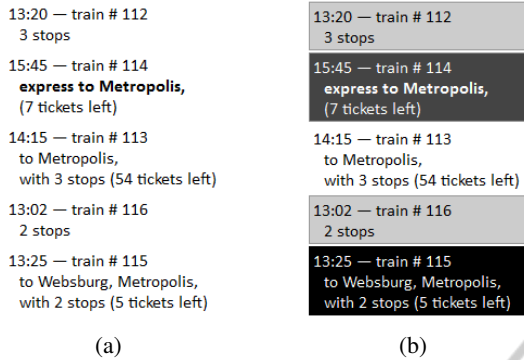 13:20 — train # 112
3 stops
15:45 — train # 114
express to Metropolis,
(7 tickets left)
14:15 — train # 113
to Metropolis,
with 3 stops (54 tickets left)
13:02 — train # 116
2 stops
13:25 — train # 115
to Websburg, Metropolis,
with 2 stops (5 tickets left)
(a)
13:20 — train # 112
3 stops
15:45 — train # 114
express to Metropolis,
(7 tickets left)
14:15 — train # 113
to Metropolis,
with 3 stops (54 tickets left)
13:02 — train # 116
2 stops
13:25 — train # 115
to Websburg, Metropolis,
with 2 stops (5 tickets left)
(b)